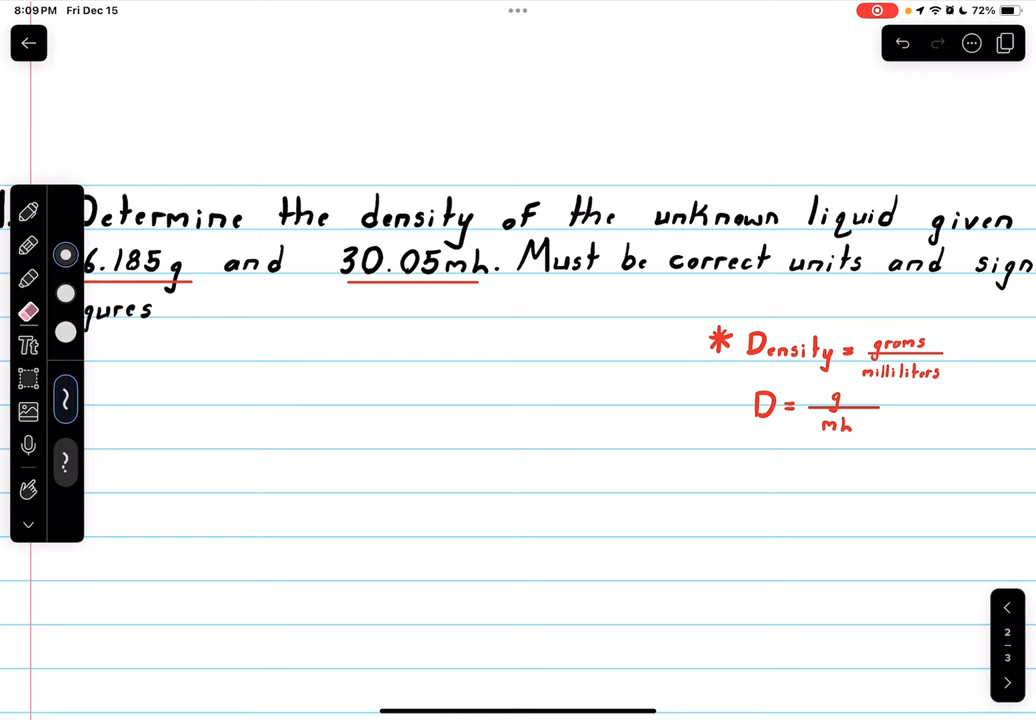 8:09 PM Fri Dec 15 72%
Determine the density of the unknown liquid given
6.185g and 30.05mL. Must be correct units and sign
gures
* Density = grams
milliliters
D = g
mL
Tt
?
2
3